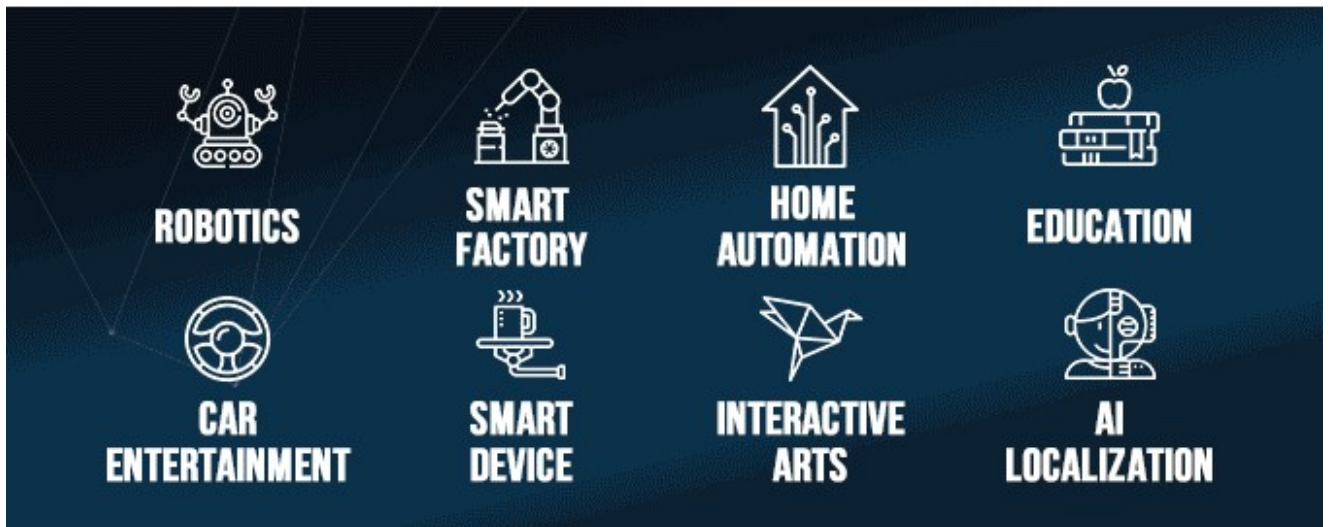 ROBOTICS
SMART
FACTORY
HOME
AUTOMATION
EDUCATION
CAR
ENTERTAINMENT
SMART
DEVICE
INTERACTIVE
ARTS
AI
LOCALIZATION